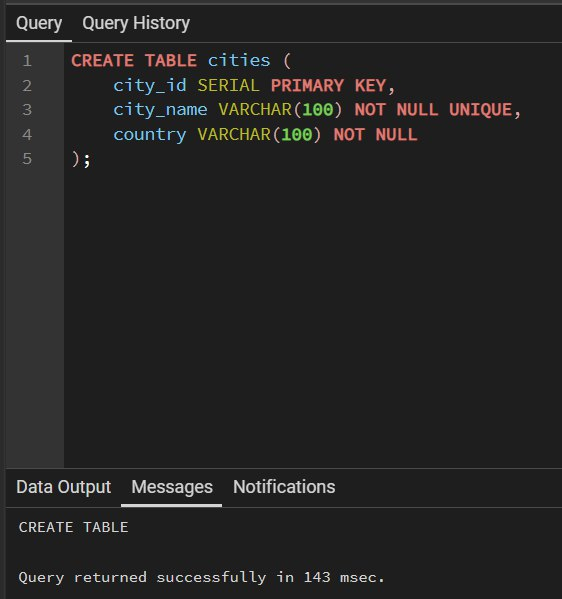 Query Query History
1 CREATE TABLE cities (
2 city_id SERIAL PRIMARY KEY,
3 city_name VARCHAR(100) NOT NULL UNIQUE,
4 country VARCHAR(100) NOT NULL
5 );
Data Output Messages Notifications
CREATE TABLE
Query returned successfully in 143 msec.